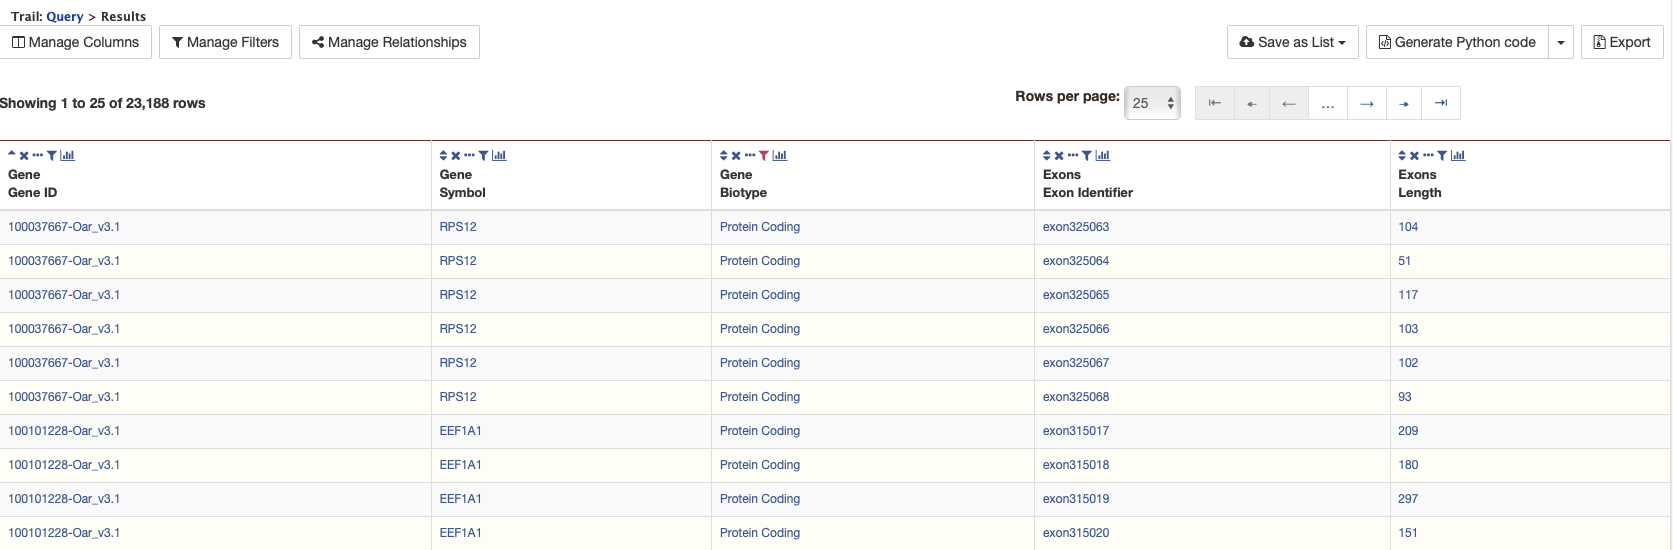 Trail: Query > Results
Manage Columns Manage Filters Manage Relationships Save as List Generate Python code Export
Showing 1 to 25 of 23,188 rows Rows per page: 25 ...
Gene Gene Gene Exons Exons
Gene ID Symbol Biotype Exon Identifier Length
100037667-Oar_v3.1 RPS12 Protein Coding exon325063 104
100037667-Oar_v3.1 RPS12 Protein Coding exon325064 51
100037667-Oar_v3.1 RPS12 Protein Coding exon325065 117
100037667-Oar_v3.1 RPS12 Protein Coding exon325066 103
100037667-Oar_v3.1 RPS12 Protein Coding exon325067 102
100037667-Oar_v3.1 RPS12 Protein Coding exon325068 93
100101228-Oar_v3.1 EEF1A1 Protein Coding exon315017 209
100101228-Oar_v3.1 EEF1A1 Protein Coding exon315018 180
100101228-Oar_v3.1 EEF1A1 Protein Coding exon315019 297
100101228-Oar_v3.1 EEF1A1 Protein Coding exon315020 151